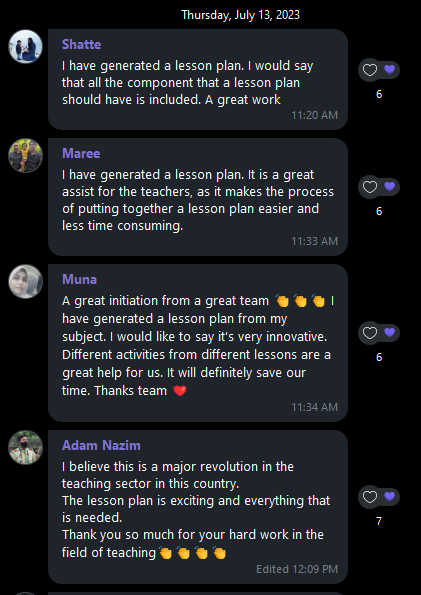 Thursday, July 13, 2023
Shatte
I have generated a lesson plan. I would say
that all the component that a lesson plan
should have is included. A great work
11:20 AM
6
Maree
I have generated a lesson plan. It is a great
assist for the teachers, as it makes the process
of putting together a lesson plan easier and
less time consuming.
11:33 AM
6
Muna
A great initiation from a great team 👏 👏 👏 I
have generated a lesson plan from my
subject. I would like to say it's very innovative.
Different activities from different lessons are a
great help for us. It will definitely save our
time. Thanks team ❤️
11:34 AM
6
Adam Nazim
I believe this is a major revolution in the
teaching sector in this country.
The lesson plan is exciting and everything that
is needed.
Thank you so much for your hard work in the
field of teaching 👏 👏 👏 👏
Edited 12:09 PM
7